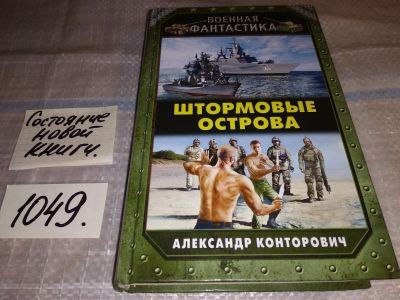 ВОЕННАЯ
ФАНТАСТИКА
ШТОРМОВЫЕ
ОСТРОВА
АЛЕКСАНДР КОНТОРОВИЧ
Состояние
новой
книги.
1049.